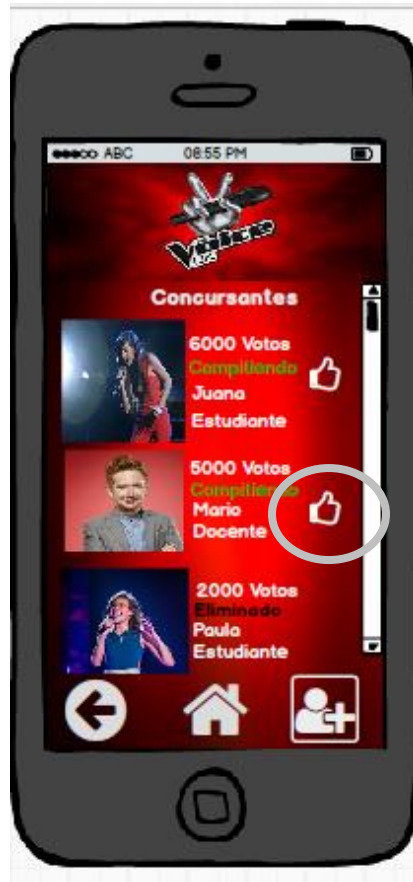 ABC 08:55 PM
Concursantes
6000 Votos
Compitiendo
Juana
Estudiante
5000 Votos
Compitiendo
Mario
Docente
2000 Votos
Eliminado
Paula
Estudiante